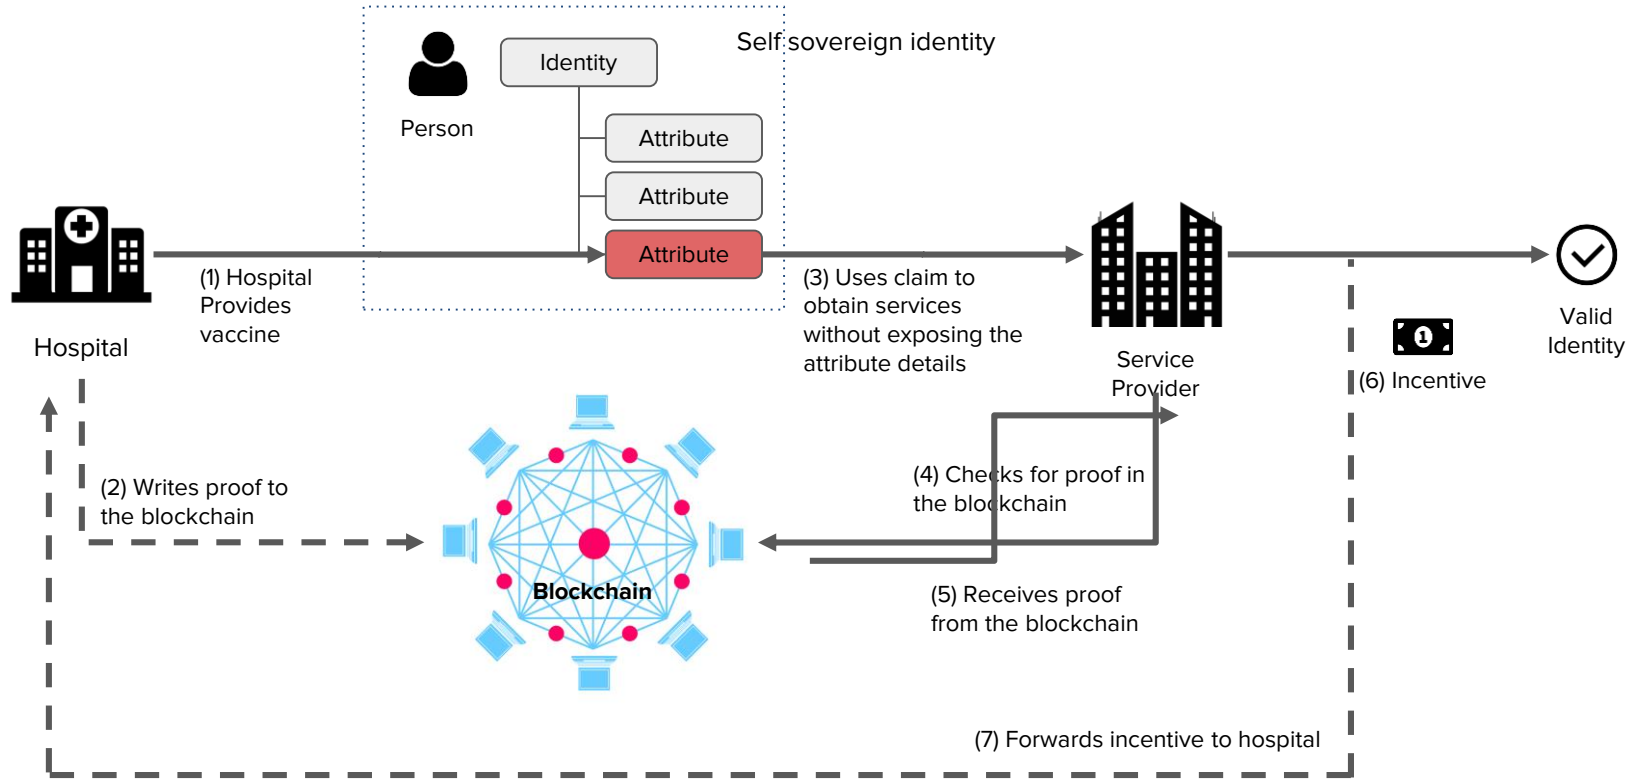 Self sovereign identity
Identity
Person
Attribute
Attribute
Attribute
(1) Hospital
Provides
vaccine
(3) Uses claim to
obtain services
without exposing the
attribute details
Hospital
Service
Provider
Valid
Identity
1
(6) Incentive
(2) Writes proof to
the blockchain
(4) Checks for proof in
the blockchain
Blockchain
(5) Receives proof
from the blockchain
(7) Forwards incentive to hospital